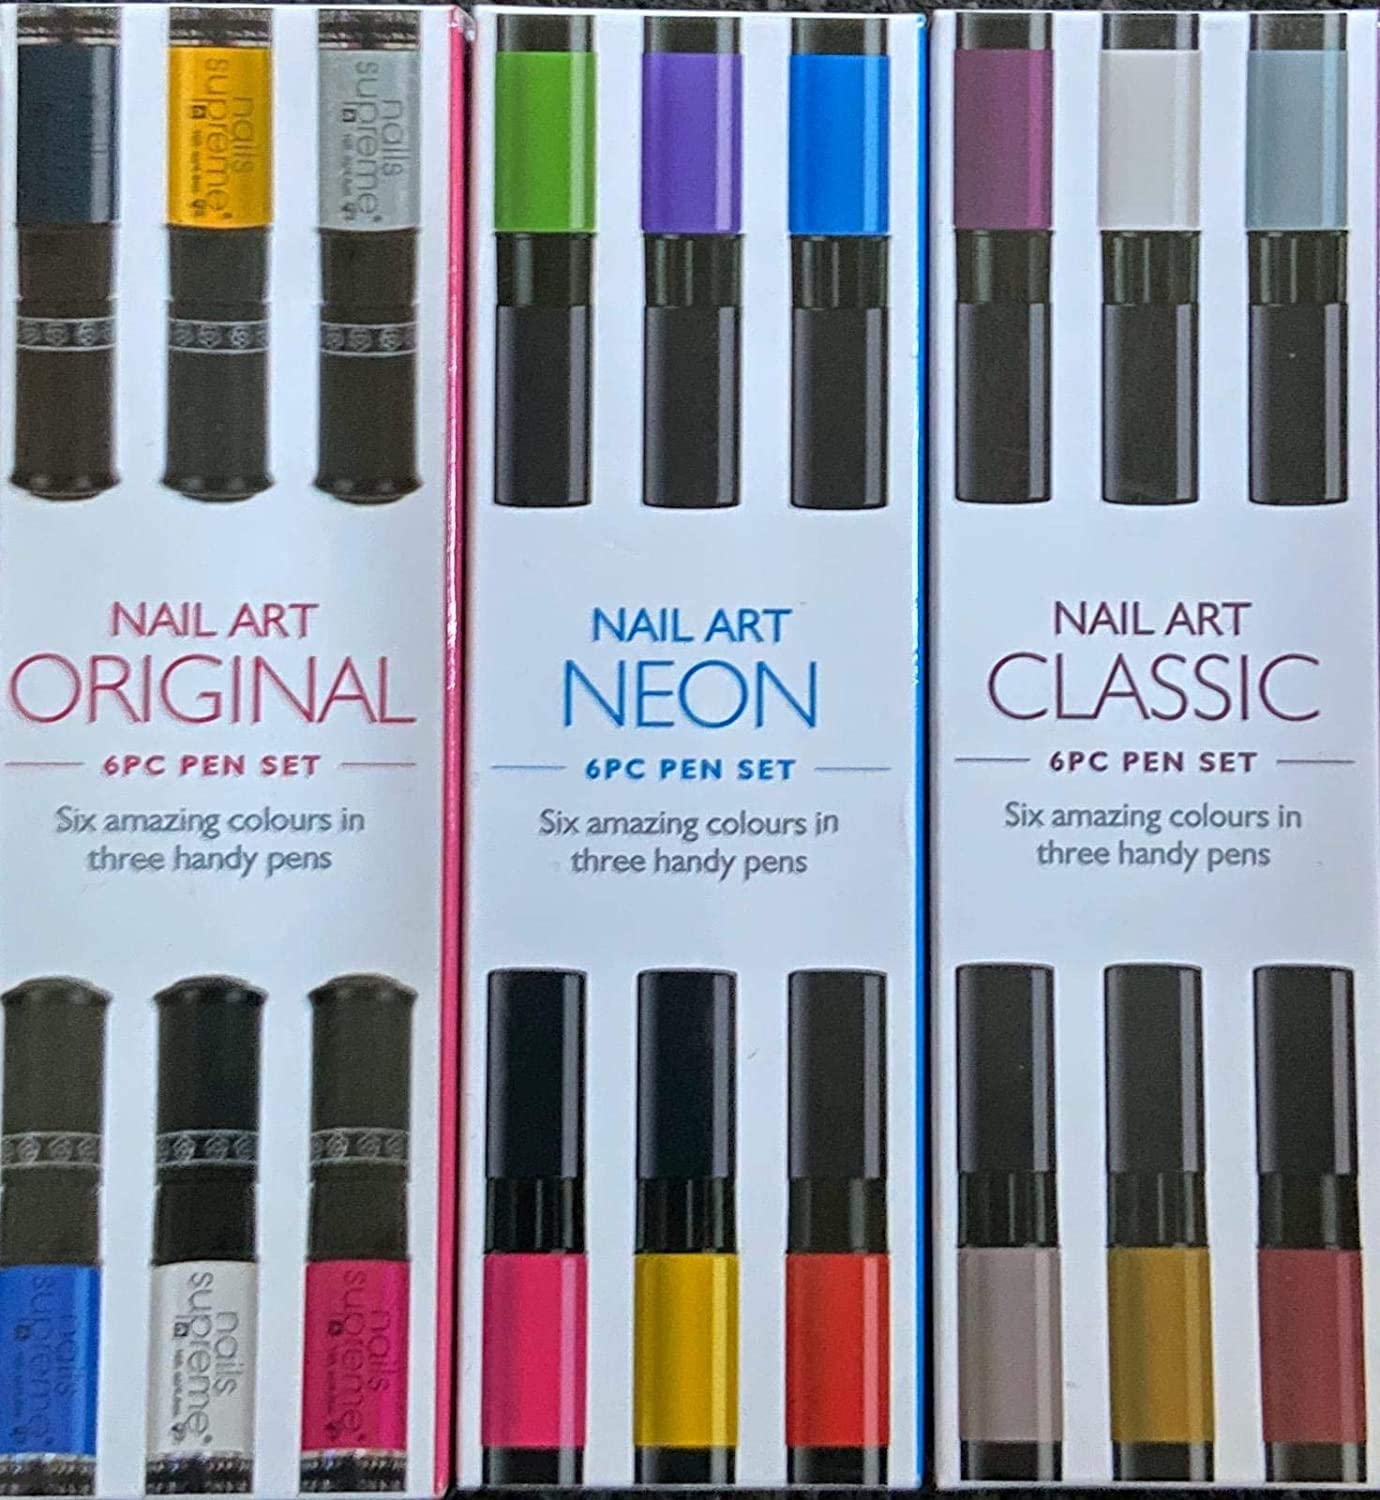 nails
supreme
nails
supreme
NAIL ART
ORIGINAL
6PC PEN SET
Six amazing colours in
three handy pens
nails
supreme
nails
supreme
nails
supreme
NAIL ART
NEON
6PC PEN SET
Six amazing colours in
three handy pens
NAIL ART
CLASSIC
6PC PEN SET
Six amazing colours in
three handy pens